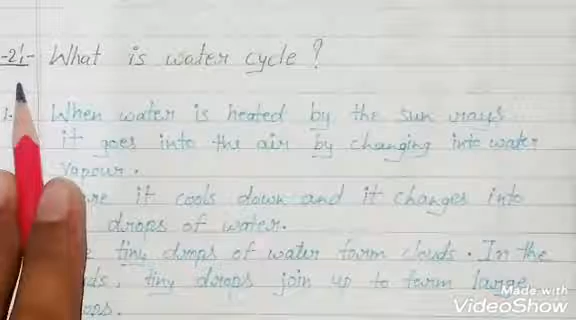 -21- What is water cycle?
1. When water is heated by the sun rays
it goes into the air by changing into water
vapour.
it cools down and it changes into
drops of water.
tiny drops of water form clouds. In the
tiny drops join up to form large
Made with
VideoShow